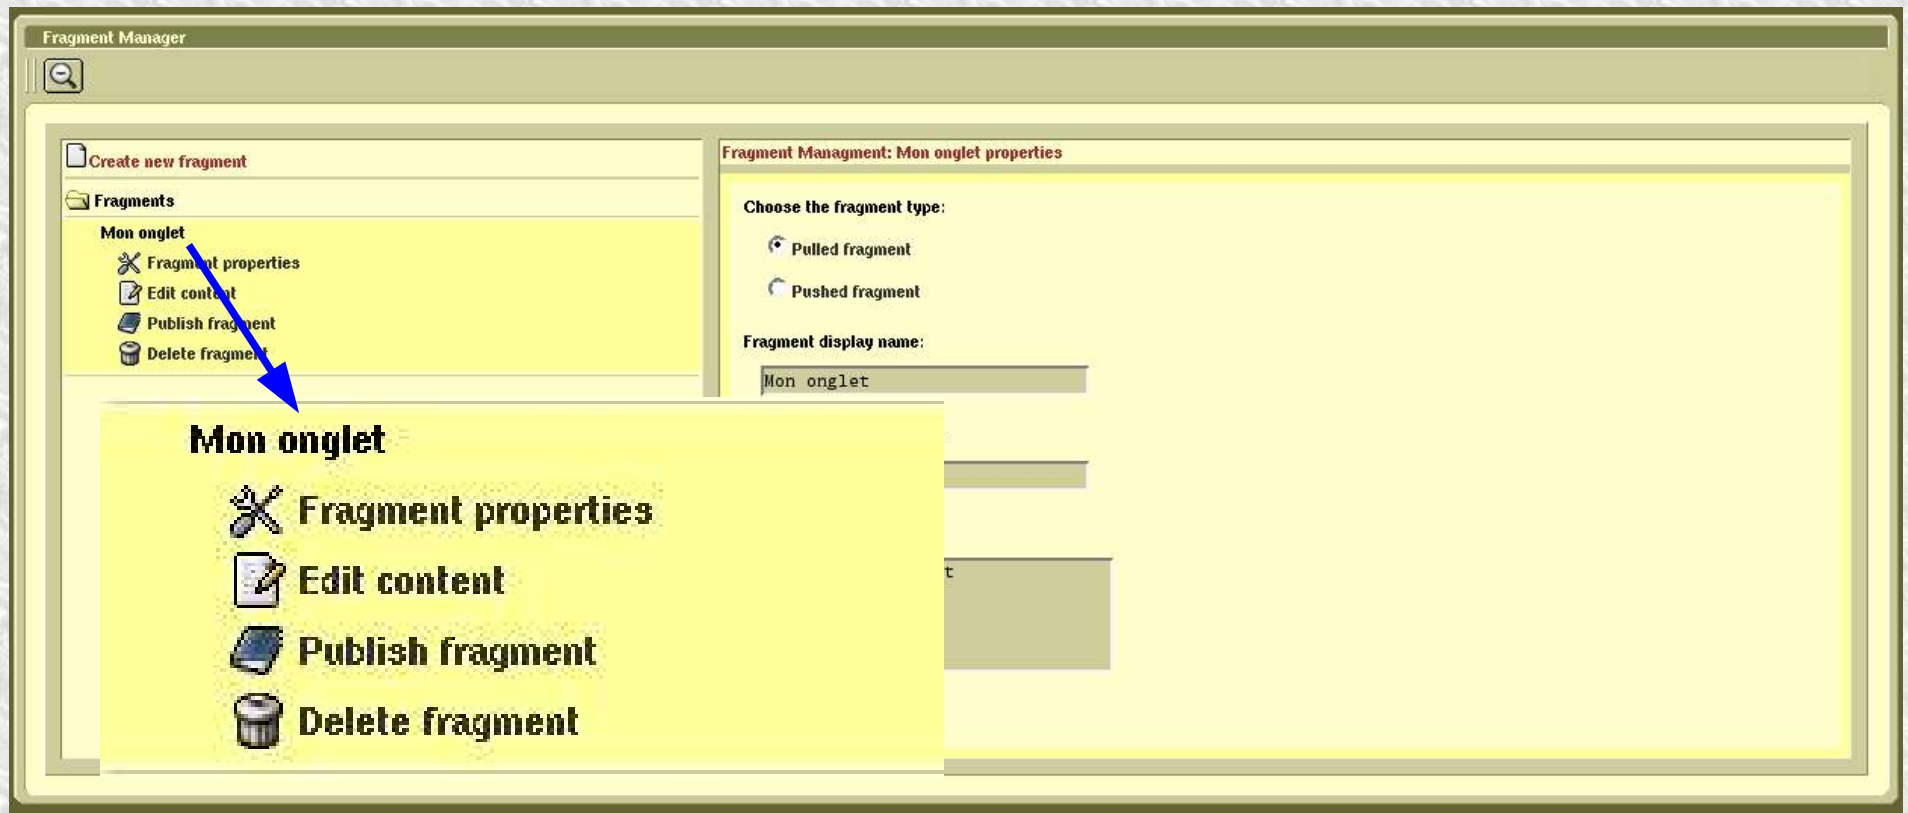 Fragment Manager
Create new fragment
Fragments
Mon onglet
Fragment properties
Edit content
Publish fragment
Delete fragment
Fragment Managment: Mon onglet properties
Choose the fragment type:
Pulled fragment
Pushed fragment
Fragment display name:
Mon onglet
t
Mon onglet
Fragment properties
Edit content
Publish fragment
Delete fragment